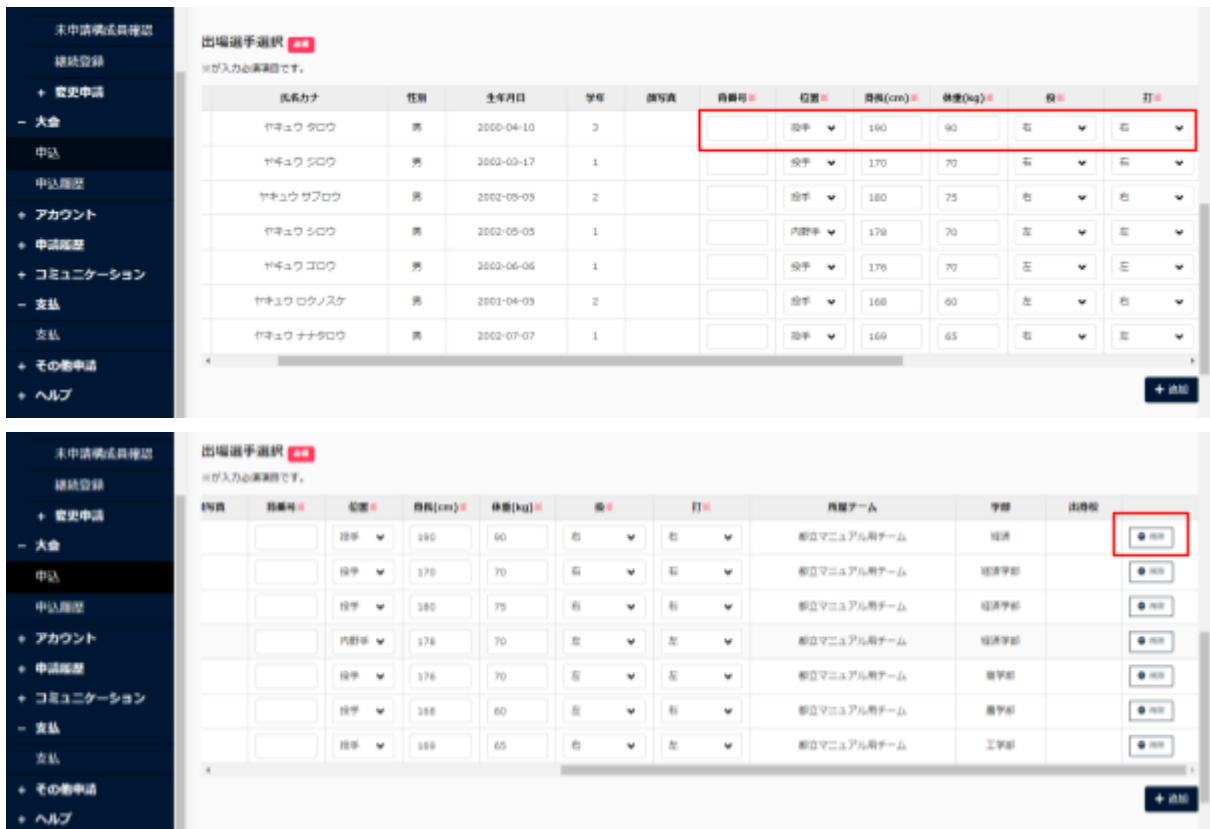 未申請構成員確認
継続登録
+ 変更申請
− 大会
申込
申込履歴
+ アカウント
+ 申請履歴
+ コミュニケーション
− 支払
支払
+ その他申請
+ ヘルプ
出場選手選択 必須
※が入力必須項目です。
氏名カナ 性別 生年月日 学年 顔写真 背番号※ 位置※ 身長(cm)※ 体重(kg)※ 投※ 打※
ヤキュウ タロウ 男 2000-04-10 3 投手 190 90 右 右
ヤキュウ ジロウ 男 2002-03-17 1 投手 170 70 右 右
ヤキュウ サブロウ 男 2002-05-05 2 投手 180 75 右 右
ヤキュウ シロウ 男 2002-05-05 1 内野手 178 70 左 左
ヤキュウ ゴロウ 男 2002-06-06 1 投手 176 70 左 左
ヤキュウ ロクノスケ 男 2001-04-05 2 投手 168 60 左 右
ヤキュウ ナナタロウ 男 2002-07-07 1 投手 169 65 右 左
+ 追加
未申請構成員確認
継続登録
+ 変更申請
− 大会
申込
申込履歴
+ アカウント
+ 申請履歴
+ コミュニケーション
− 支払
支払
+ その他申請
+ ヘルプ
出場選手選択 必須
※が入力必須項目です。
顔写真 背番号※ 位置※ 身長(cm)※ 体重(kg)※ 投※ 打※ 所属チーム 学部 出身校
投手 190 90 右 右 都立マニュアル用チーム 経済 削除
投手 170 70 右 右 都立マニュアル用チーム 経済学部 削除
投手 180 75 右 右 都立マニュアル用チーム 経済学部 削除
内野手 178 70 左 左 都立マニュアル用チーム 経済学部 削除
投手 176 70 左 左 都立マニュアル用チーム 学部 削除
投手 168 60 左 右 都立マニュアル用チーム 農学部 削除
投手 169 65 右 左 都立マニュアル用チーム 工学部 削除
+ 追加